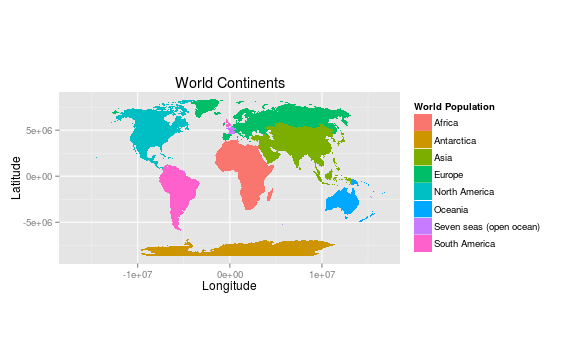 World Continents
World Population
Africa
Antarctica
Asia
Europe
North America
Oceania
Seven seas (open ocean)
South America
Latitude
5e+06
0e+00
-5e+06
-1e+07 0e+00 1e+07
Longitude